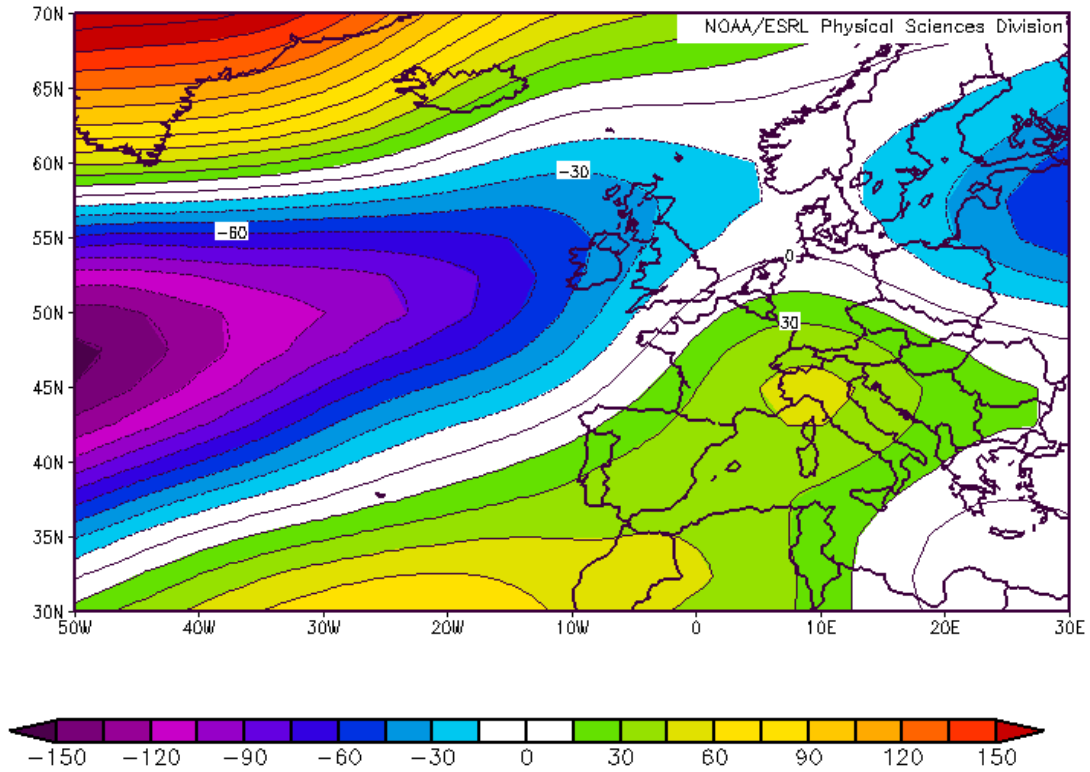 70N
NOAA/ESRL Physical Sciences Division
65N
60N
-30
-60
55N
0
50N
30
45N
40N
35N
30N
50W 40W 30W 20W 10W 0 10E 20E 30E
-150 -120 -90 -60 -30 0 30 60 90 120 150